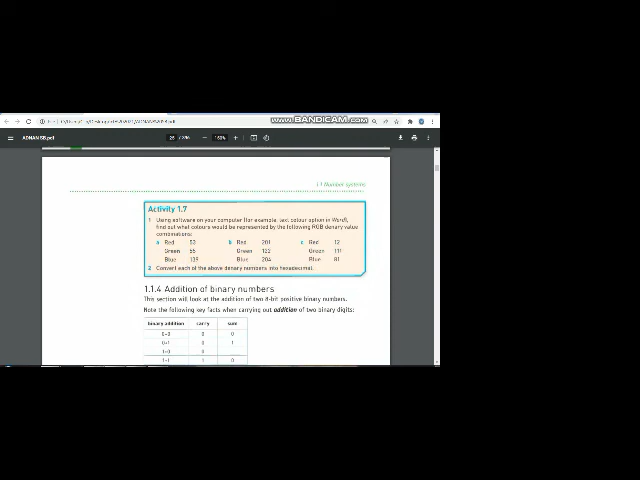 www.BANDICAM.com
ADNAN SB.pdf
1.1 Number systems
Activity 1.7
1 Using software on your computer (for example, text colour option in Word),
find out what colours would be represented by the following RGB denary value
combinations:
a Red 53 b Red 201 c Red 12
Green 55 Green 122 Green 111
Blue 139 Blue 204 Blue 81
2 Convert each of the above denary numbers into hexadecimal.
1.1.4 Addition of binary numbers
This section will look at the addition of two 8-bit positive binary numbers.
Note the following key facts when carrying out addition of two binary digits:
binary addition carry sum
0+0 0 0
0+1 0 1
1+0 0
1+1 1 0